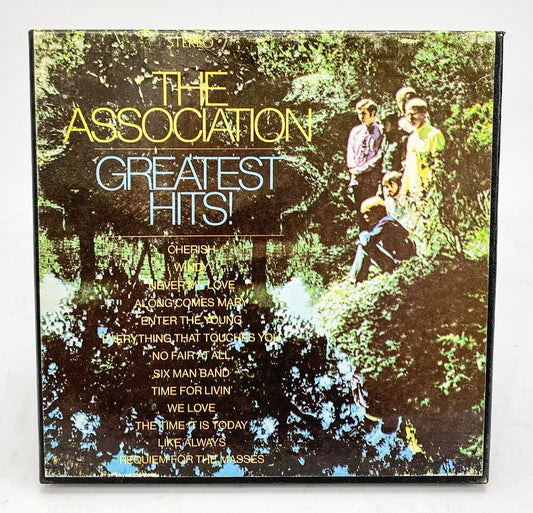 STEREO
THE
ASSOCIATION
GREATEST
HITS!
CHERISH
WINDY
NEVER MY LOVE
ALONG COMES MARY
ENTER THE YOUNG
EVERYTHING THAT TOUCHES YOU
NO FAIR AT ALL
SIX MAN BAND
TIME FOR LIVIN'
WE LOVE
THE TIME IT IS TODAY
LIKE ALWAYS
REQUIEM FOR THE MASSES